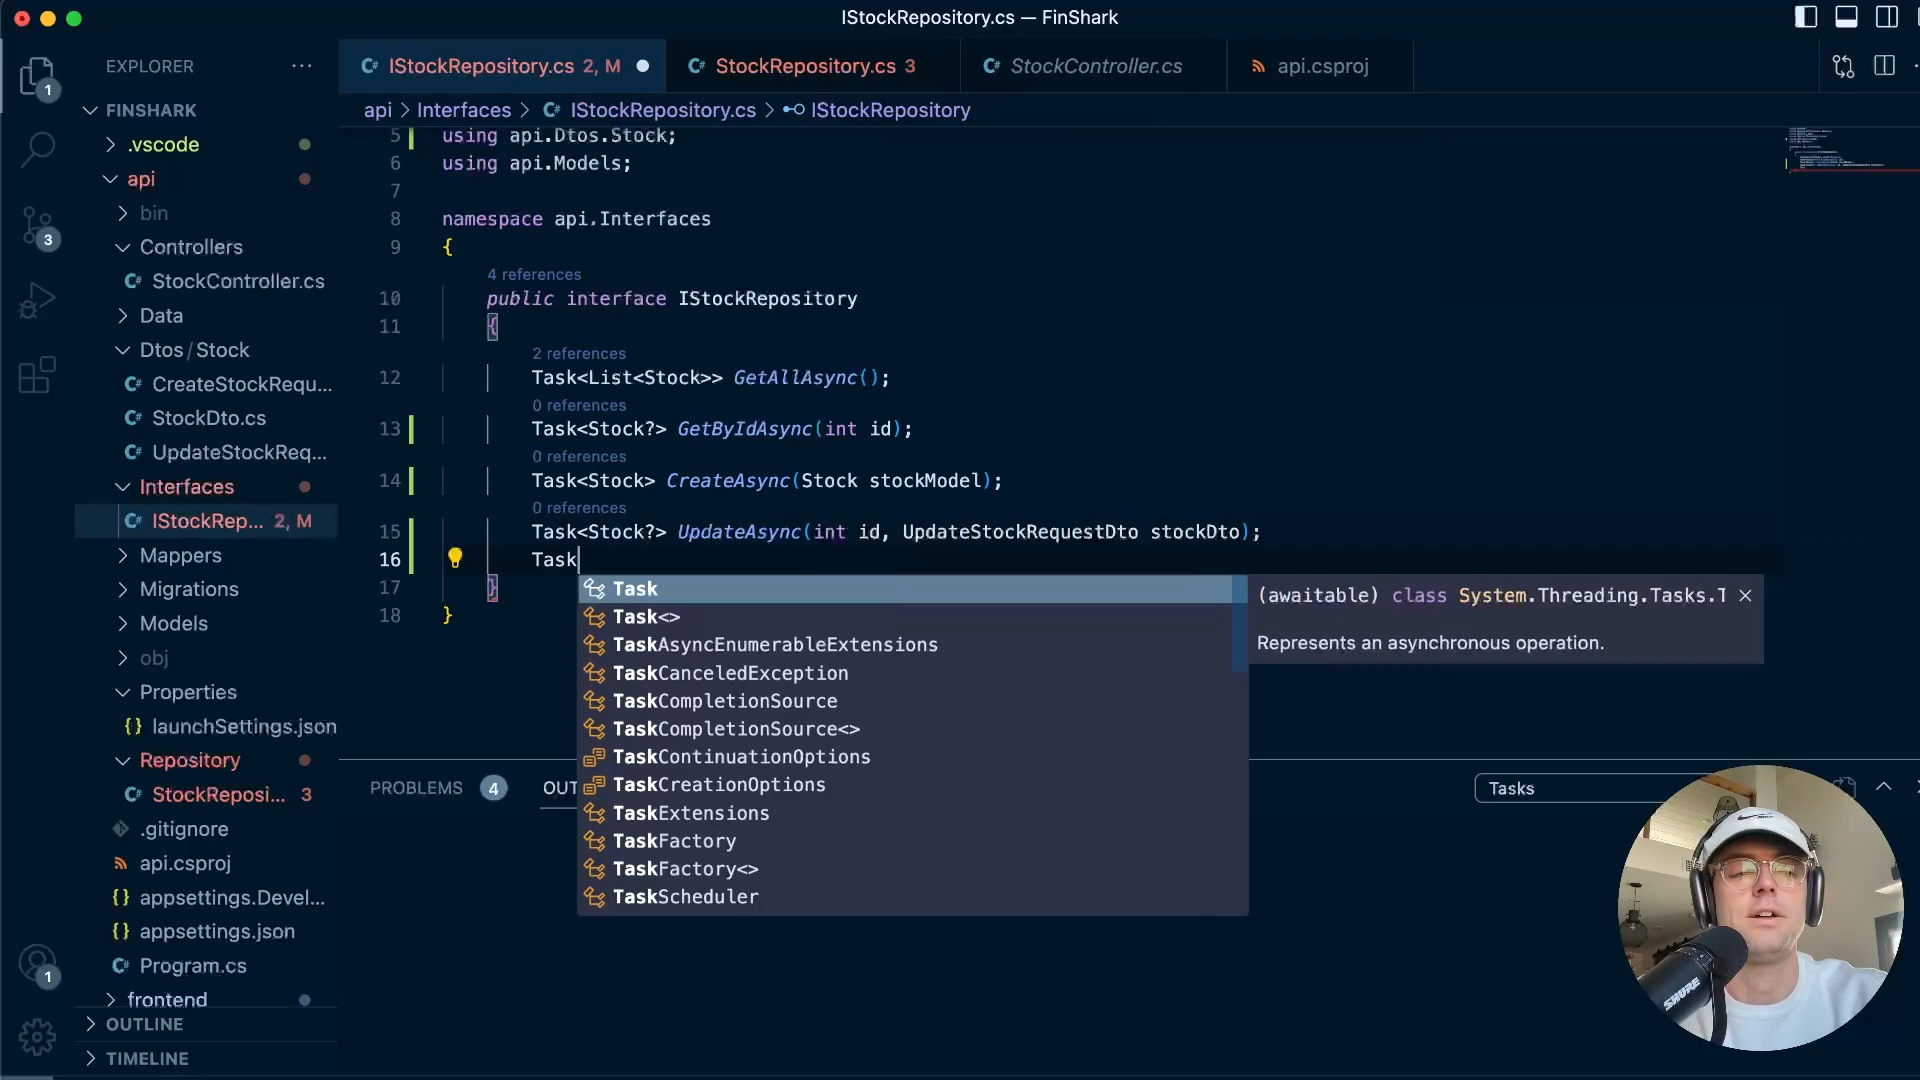 IStockRepository.cs — FinShark
1
3
1
EXPLORER
FINSHARK
.vscode
api
bin
Controllers
C# StockController.cs
Data
Dtos / Stock
C# CreateStockRequ...
C# StockDto.cs
C# UpdateStockReq...
Interfaces
C# IStockRep... 2, M
Mappers
Migrations
Models
obj
Properties
{} launchSettings.json
Repository
C# StockReposi... 3
.gitignore
api.csproj
{} appsettings.Devel...
{} appsettings.json
C# Program.cs
frontend
OUTLINE
TIMELINE
C# IStockRepository.cs 2, M
C# StockRepository.cs 3
C# StockController.cs
api.csproj
api > Interfaces > C# IStockRepository.cs > IStockRepository
5 using api.Dtos.Stock;
6 using api.Models;
7
8 namespace api.Interfaces
9 {
4 references
10 public interface IStockRepository
11 {
2 references
12 Task<List<Stock>> GetAllAsync();
0 references
13 Task<Stock?> GetByIdAsync(int id);
0 references
14 Task<Stock> CreateAsync(Stock stockModel);
0 references
15 Task<Stock?> UpdateAsync(int id, UpdateStockRequestDto stockDto);
16 Task
17 }
18 }
Task
Task<>
TaskAsyncEnumerableExtensions
TaskCanceledException
TaskCompletionSource
TaskCompletionSource<>
TaskContinuationOptions
TaskCreationOptions
TaskExtensions
TaskFactory
TaskFactory<>
TaskScheduler
(awaitable) class System.Threading.Tasks.T
Represents an asynchronous operation.
PROBLEMS 4
OUT
Tasks
SHURE